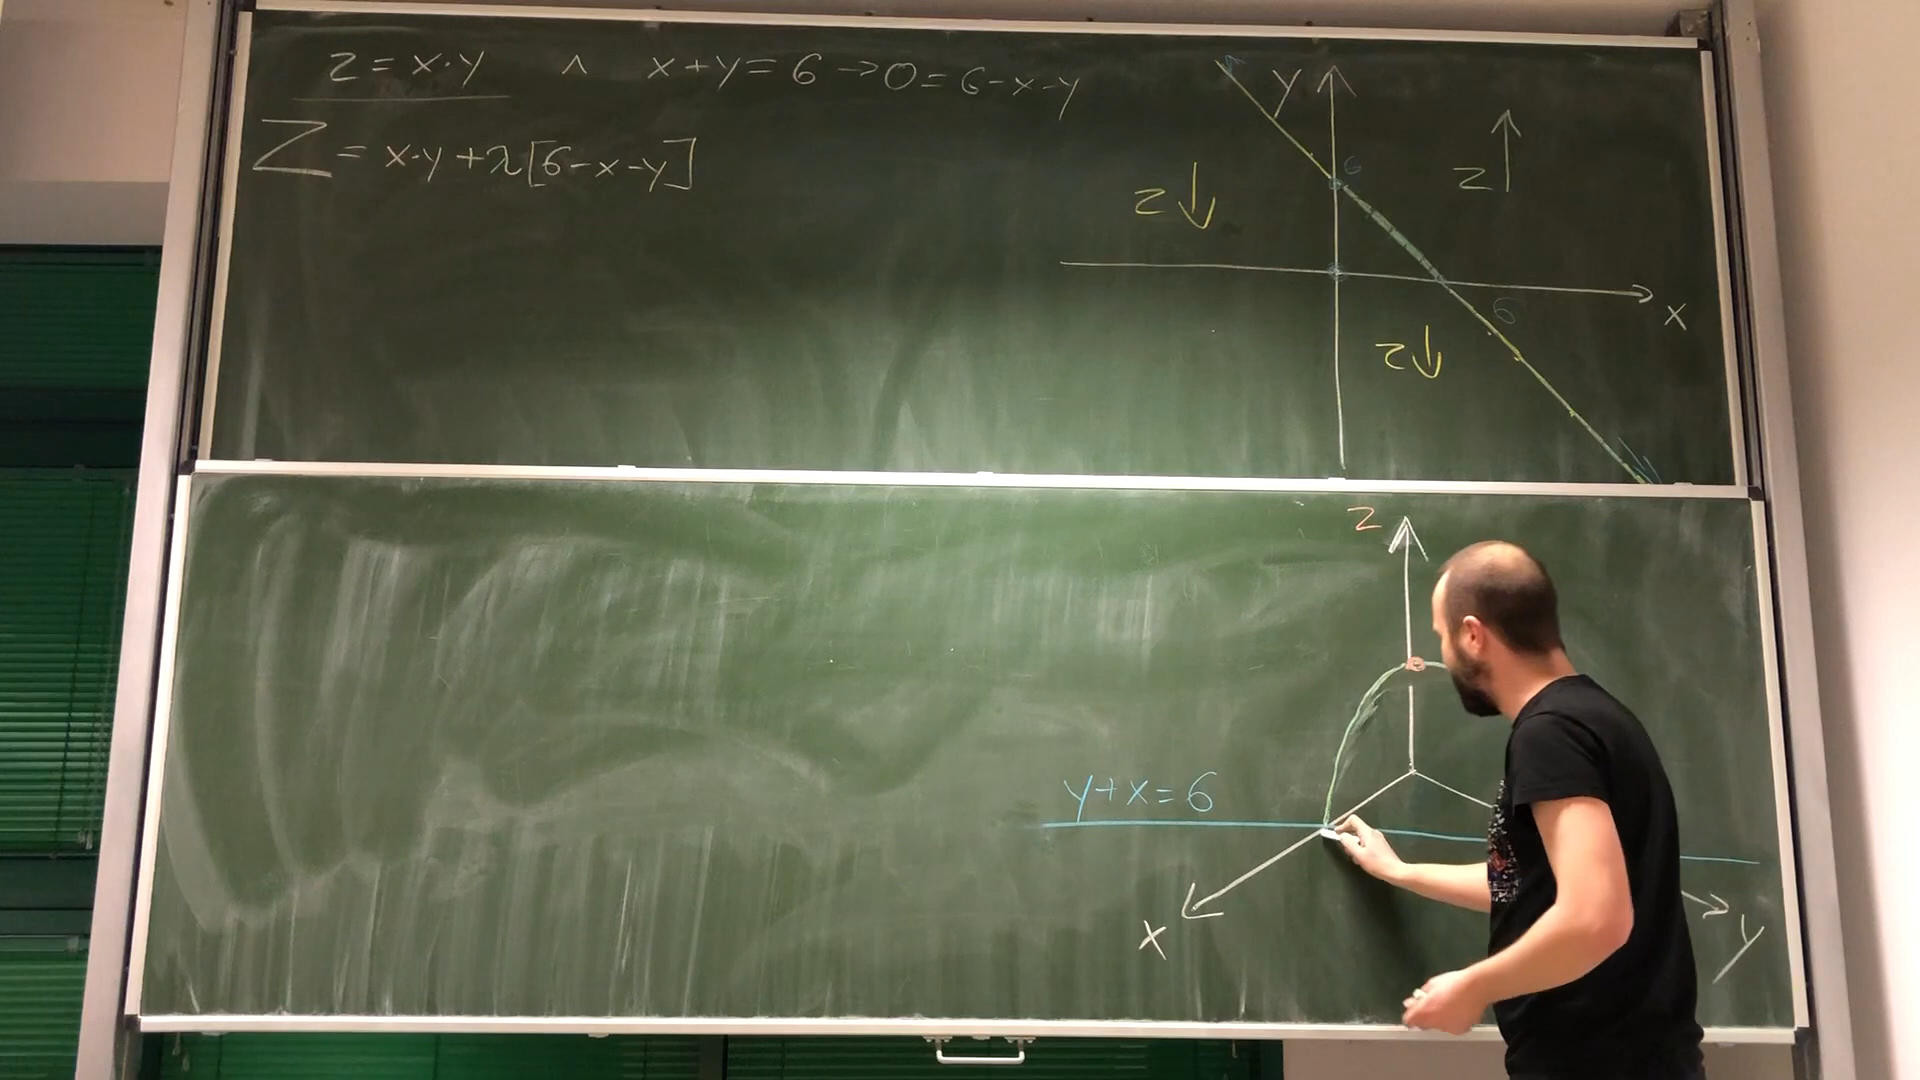 z = x·y ∧ x+y = 6 → 0 = 6-x-y
Z = x·y + λ[6-x-y]
y
6
z↑
z↓
6
x
z↓
z
y+x=6
x
y